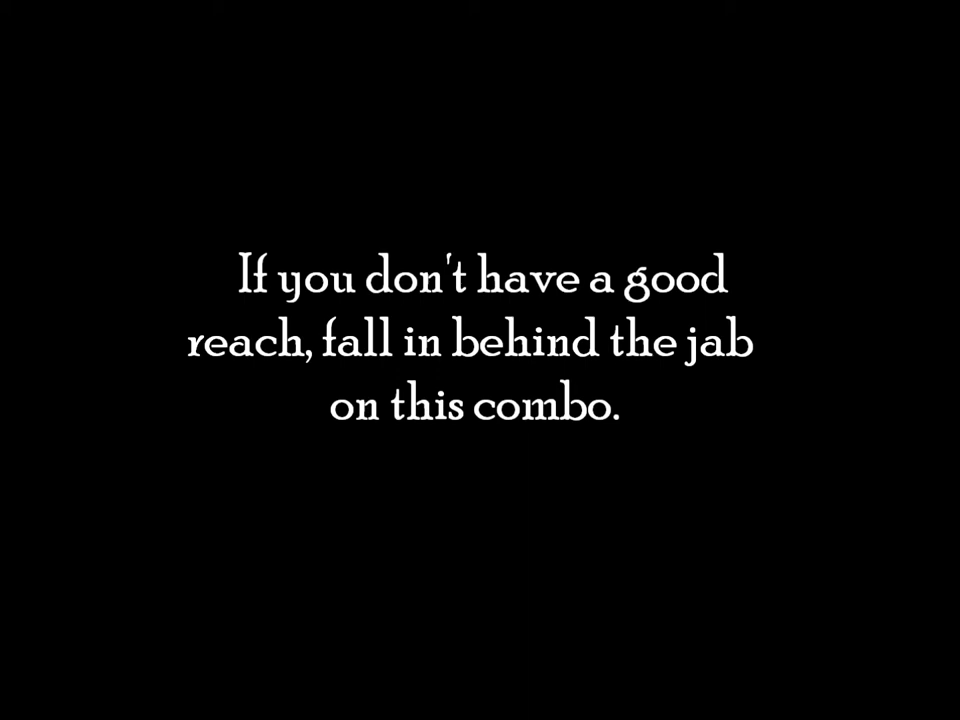 If you don't have a good
reach, fall in behind the jab
on this combo.